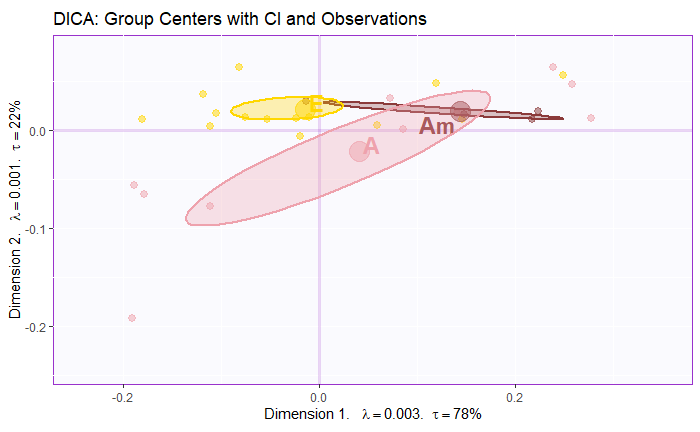 DICA: Group Centers with CI and Observations
0.0
-0.1
-0.2
E
Am
A
-0.2
0.0
0.2
Dimension 1. λ = 0.003. τ = 78%
Dimension 2. λ = 0.001. τ = 22%